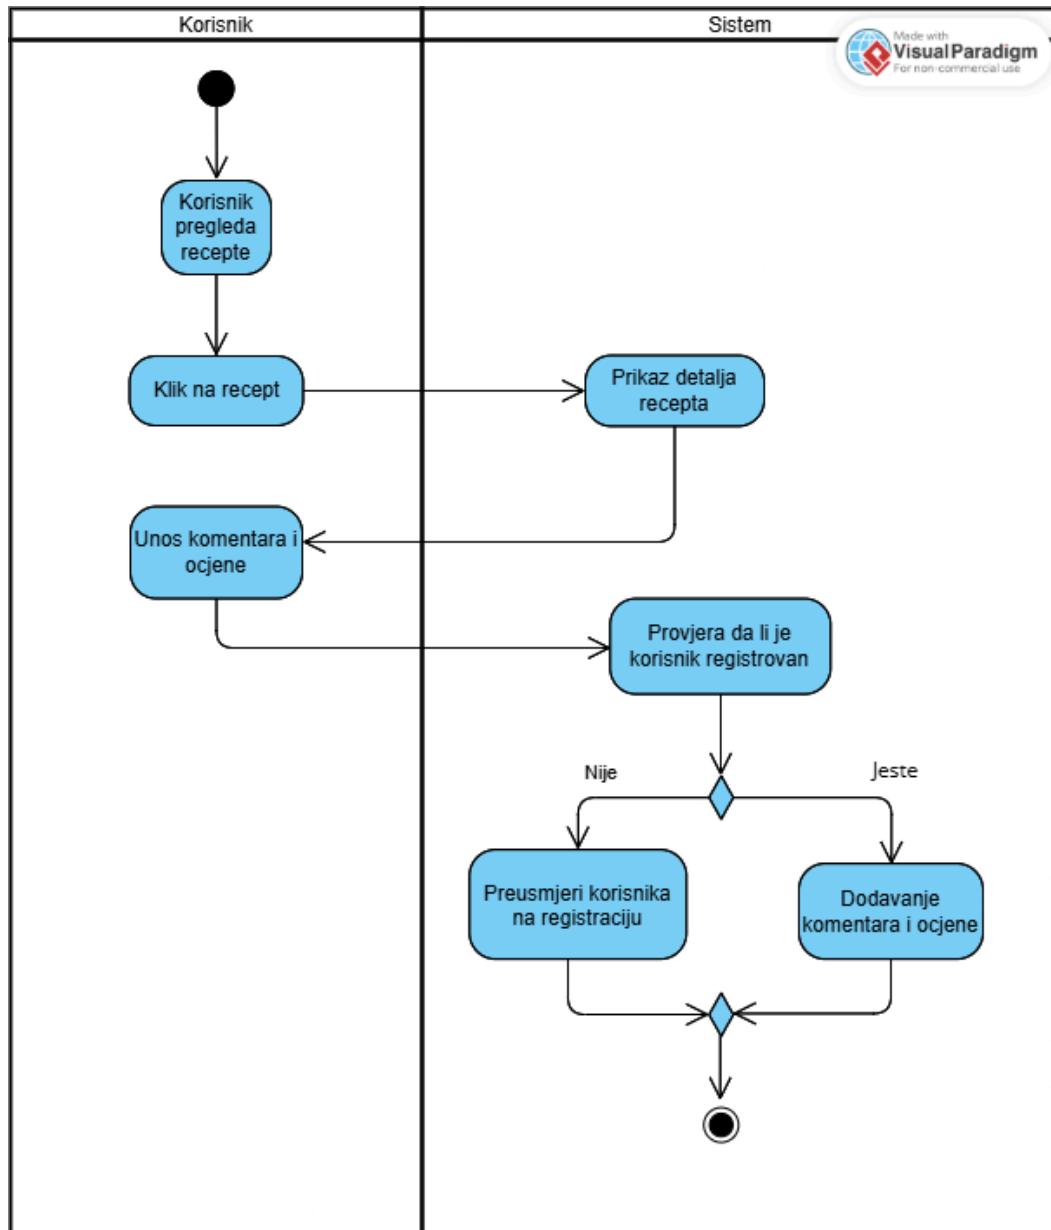 Korisnik
Sistem
Made with
Visual Paradigm
For non-commercial use
Korisnik
pregleda
recepte
Klik na recept
Prikaz detalja
recepta
Unos komentara i
ocjene
Provjera da li je
korisnik registrovan
Nije
Jeste
Preusmjeri korisnika
na registraciju
Dodavanje
komentara i ocjene